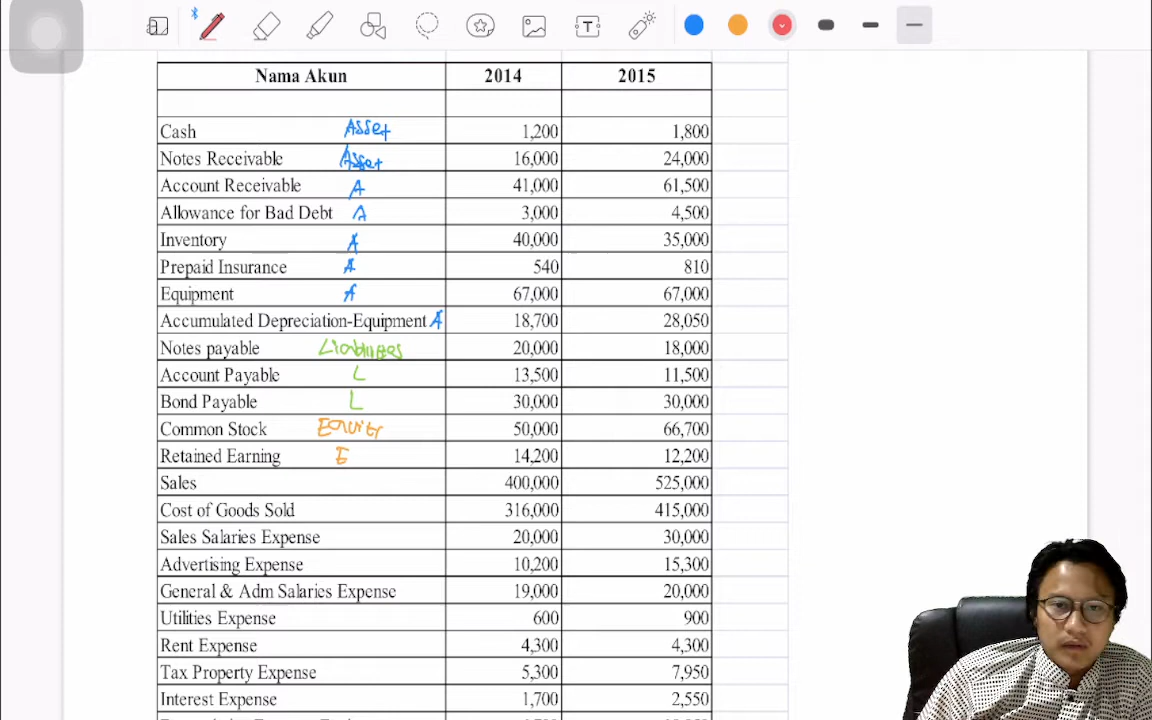 T
Nama Akun 2014 2015
Cash Asset 1,200 1,800
Notes Receivable Asset 16,000 24,000
Account Receivable A 41,000 61,500
Allowance for Bad Debt A 3,000 4,500
Inventory A 40,000 35,000
Prepaid Insurance A 540 810
Equipment A 67,000 67,000
Accumulated Depreciation-Equipment A 18,700 28,050
Notes payable Liabilities 20,000 18,000
Account Payable L 13,500 11,500
Bond Payable L 30,000 30,000
Common Stock Equity 50,000 66,700
Retained Earning E 14,200 12,200
Sales 400,000 525,000
Cost of Goods Sold 316,000 415,000
Sales Salaries Expense 20,000 30,000
Advertising Expense 10,200 15,300
General & Adm Salaries Expense 19,000 20,000
Utilities Expense 600 900
Rent Expense 4,300 4,300
Tax Property Expense 5,300 7,950
Interest Expense 1,700 2,550